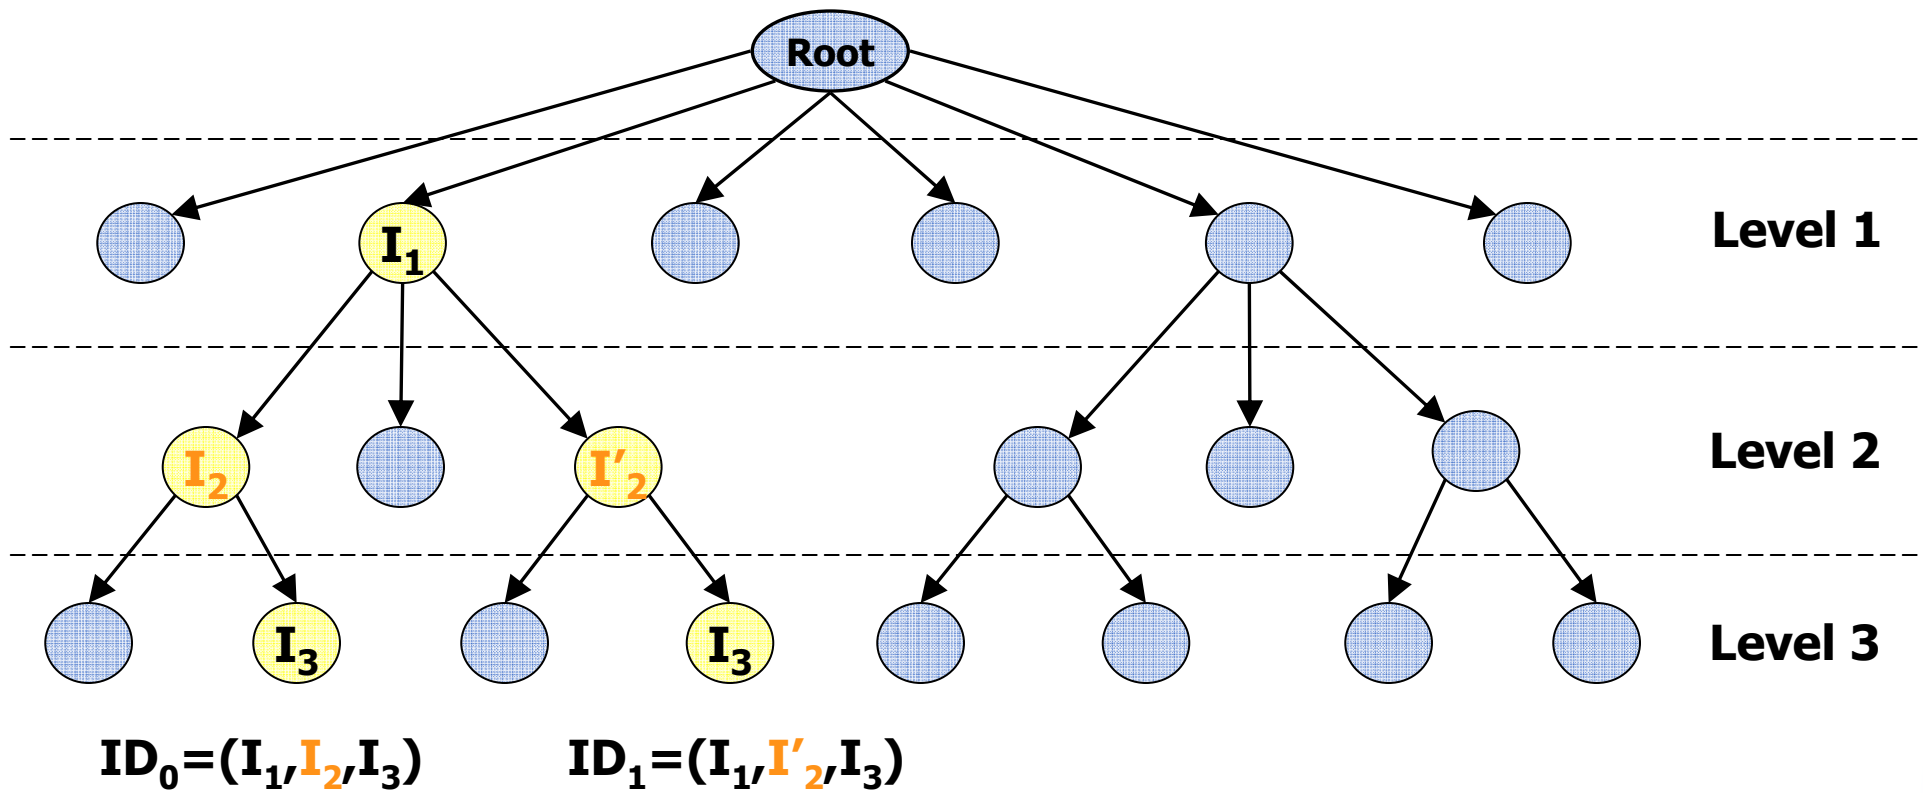 Root
I₁ Level 1
I₂ I′₂ Level 2
I₃ I₃ Level 3
ID₀=(I₁,I₂,I₃) ID₁=(I₁,I′₂,I₃)